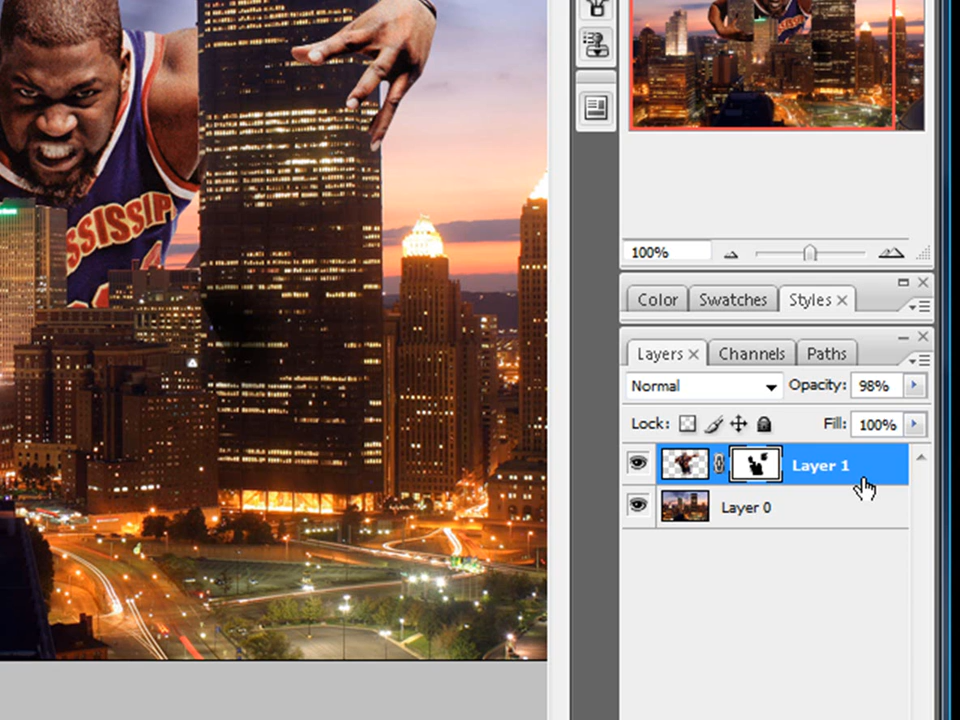 SSISSIP
100%
Color Swatches Styles
Layers Channels Paths
Normal Opacity: 98%
Lock: Fill: 100%
Layer 1
Layer 0